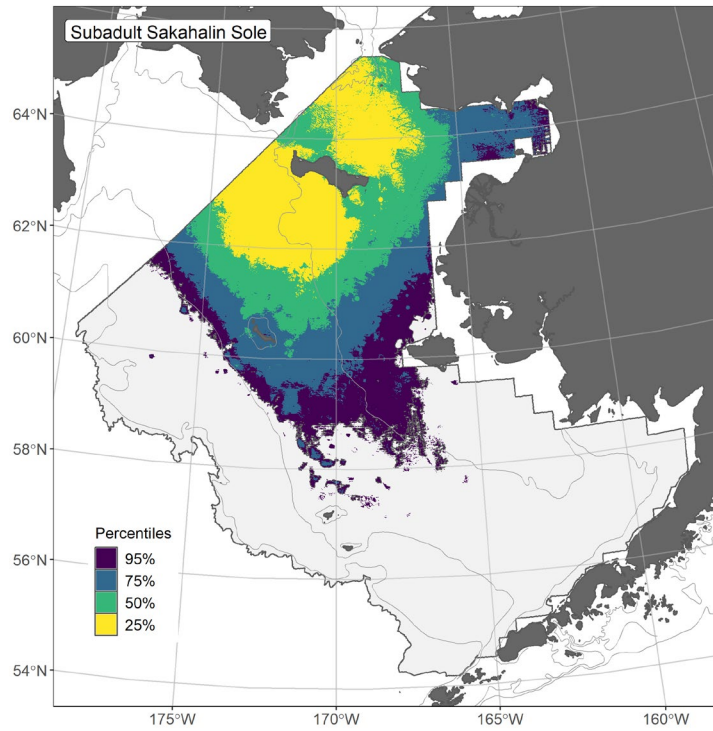 Subadult Sakahalin Sole
64°N
62°N
60°N
58°N
56°N
54°N
Percentiles
95%
75%
50%
25%
175°W
170°W
165°W
160°W